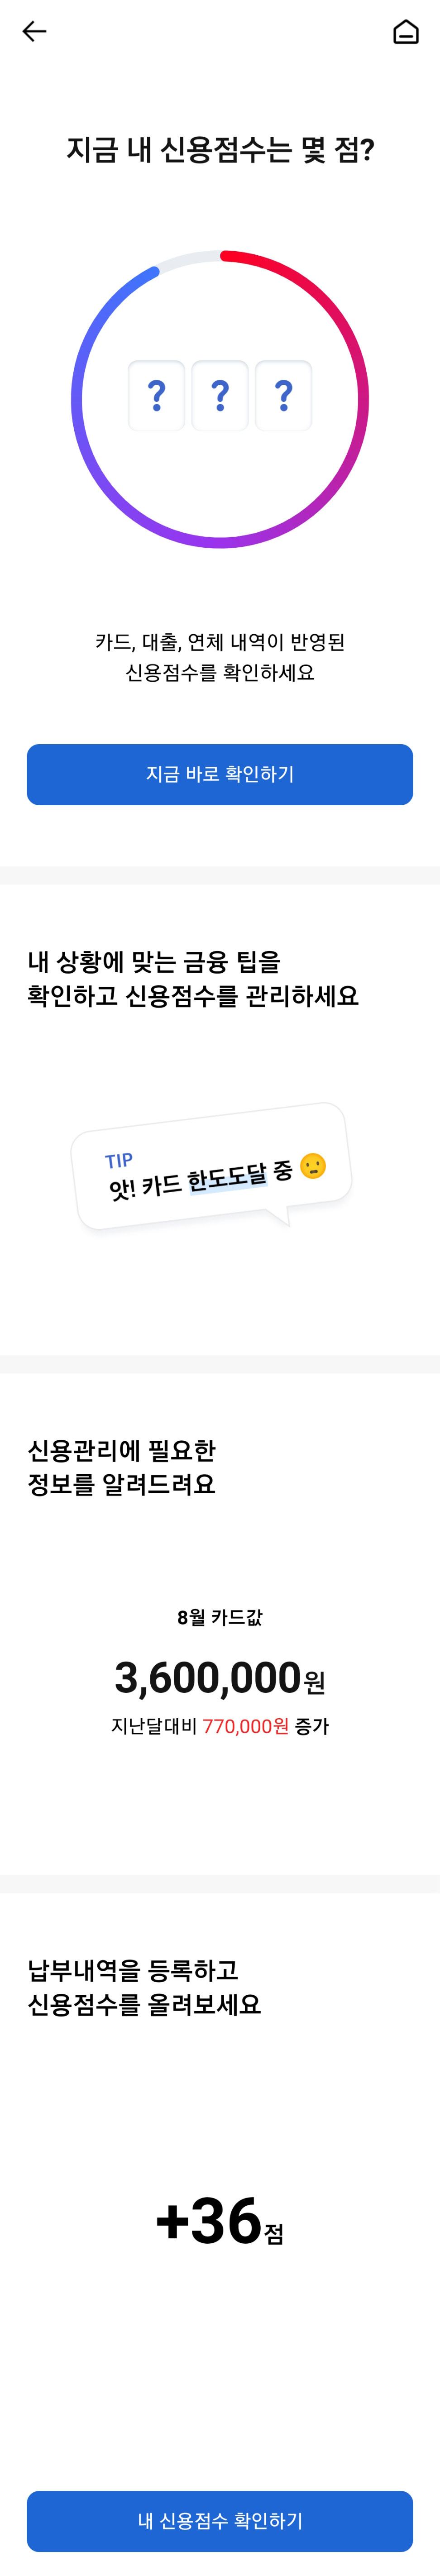 지금 내 신용점수는 몇 점?
? ? ?
카드, 대출, 연체 내역이 반영된
신용점수를 확인하세요
지금 바로 확인하기
내 상황에 맞는 금융 팁을
확인하고 신용점수를 관리하세요
TIP
앗! 카드 한도도달 중
신용관리에 필요한
정보를 알려드려요
8월 카드값
3,600,000원
지난달대비 770,000원 증가
납부내역을 등록하고
신용점수를 올려보세요
+36점
내 신용점수 확인하기